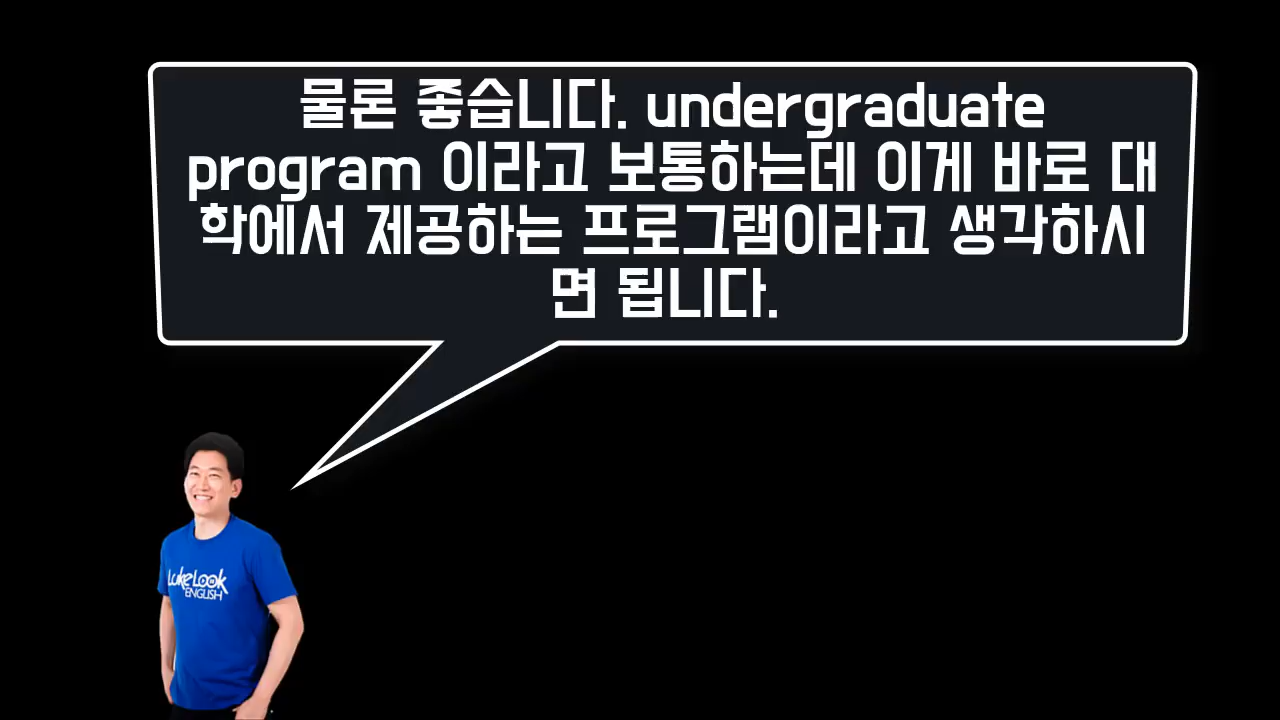 물론 좋습니다. undergraduate
program 이라고 보통하는데 이게 바로 대
학에서 제공하는 프로그램이라고 생각하시
면 됩니다.
Luke Look
ENGLISH